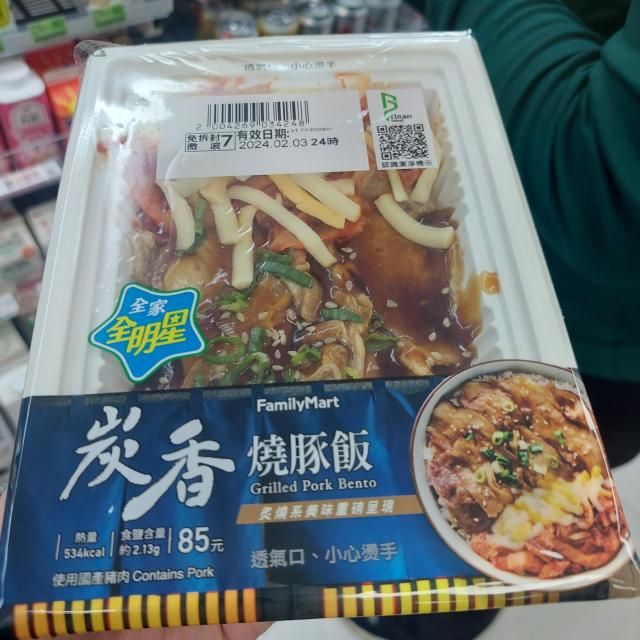 透氣口、小心燙手
2 004269 034248
免拆封
微波7
有效日期:
2024.02.03 24時
clean
label
認識潔淨標示
全家
全明星
FamilyMart
炭香
燒豚飯
Grilled Pork Bento
炙燒系美味重磅呈現
熱量
534kcal
食鹽含量
約2.13g
85元
透氣口、小心燙手
使用國產豬肉 Contains Pork